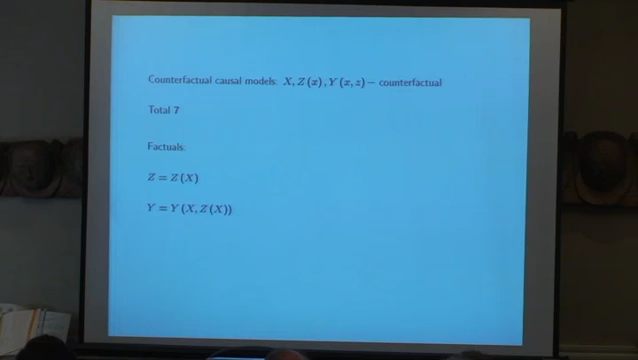 Counterfactual causal models: X, Z(x), Y(x, z)− counterfactual
Total 7
Factuals:
Z = Z(X)
Y = Y(X, Z(X))